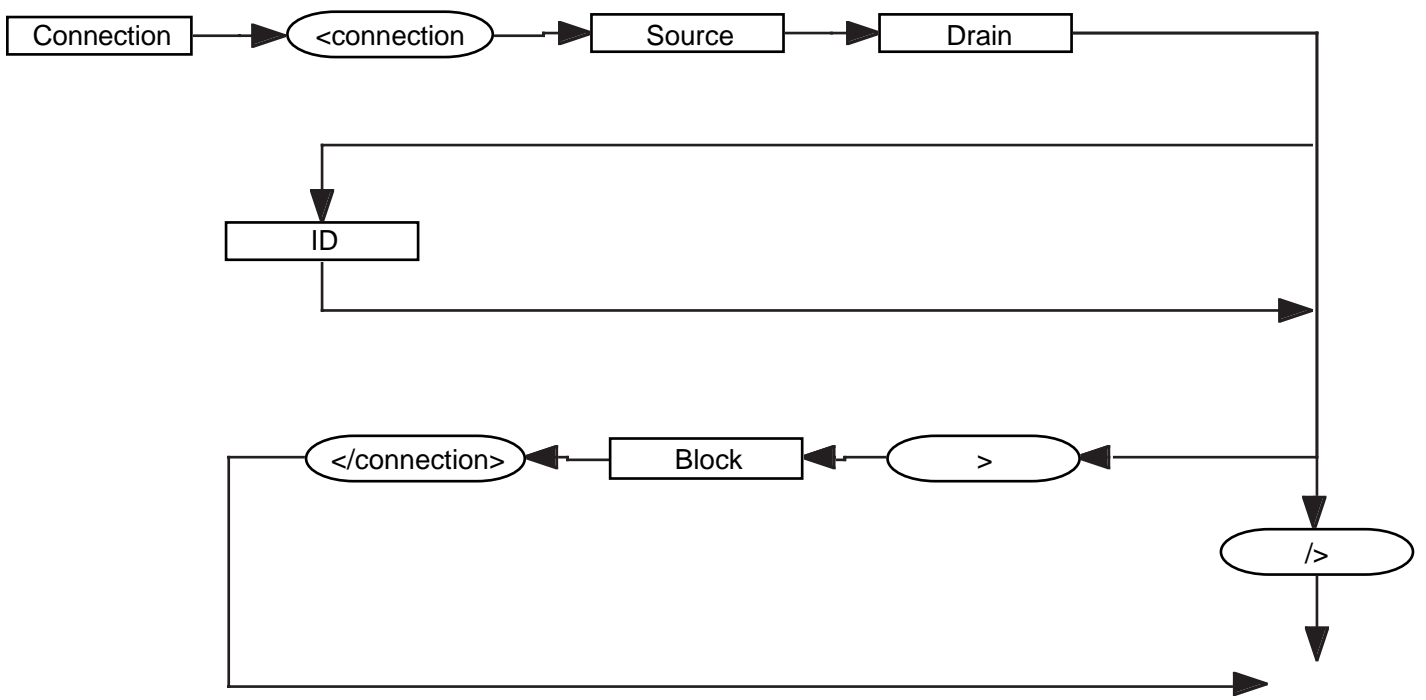 Connection
<connection
Source
Drain
ID
</connection>
Block
>
/>